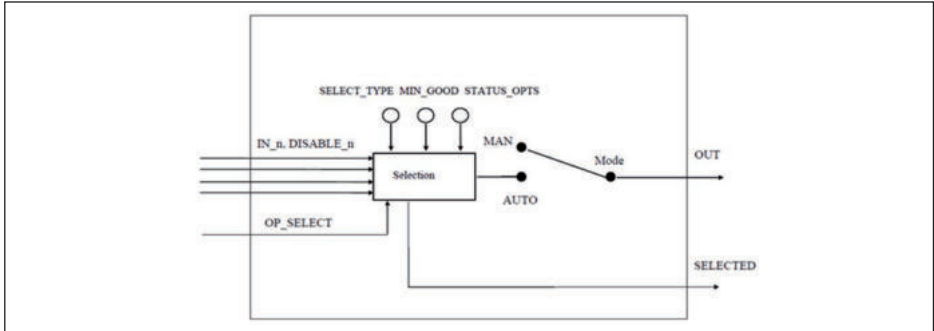 SELECT_TYPE MIN_GOOD STATUS_OPTS
IN_n, DISABLE_n
MAN
Mode
OUT
Selection
AUTO
OP_SELECT
SELECTED